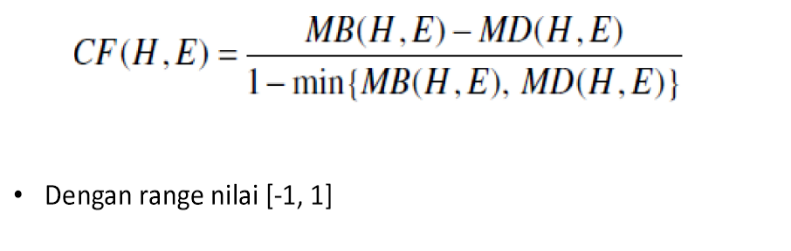 CF(H,E) = MB(H,E) – MD(H,E)
1 – min{MB(H,E), MD(H,E)}
• Dengan range nilai [-1, 1]